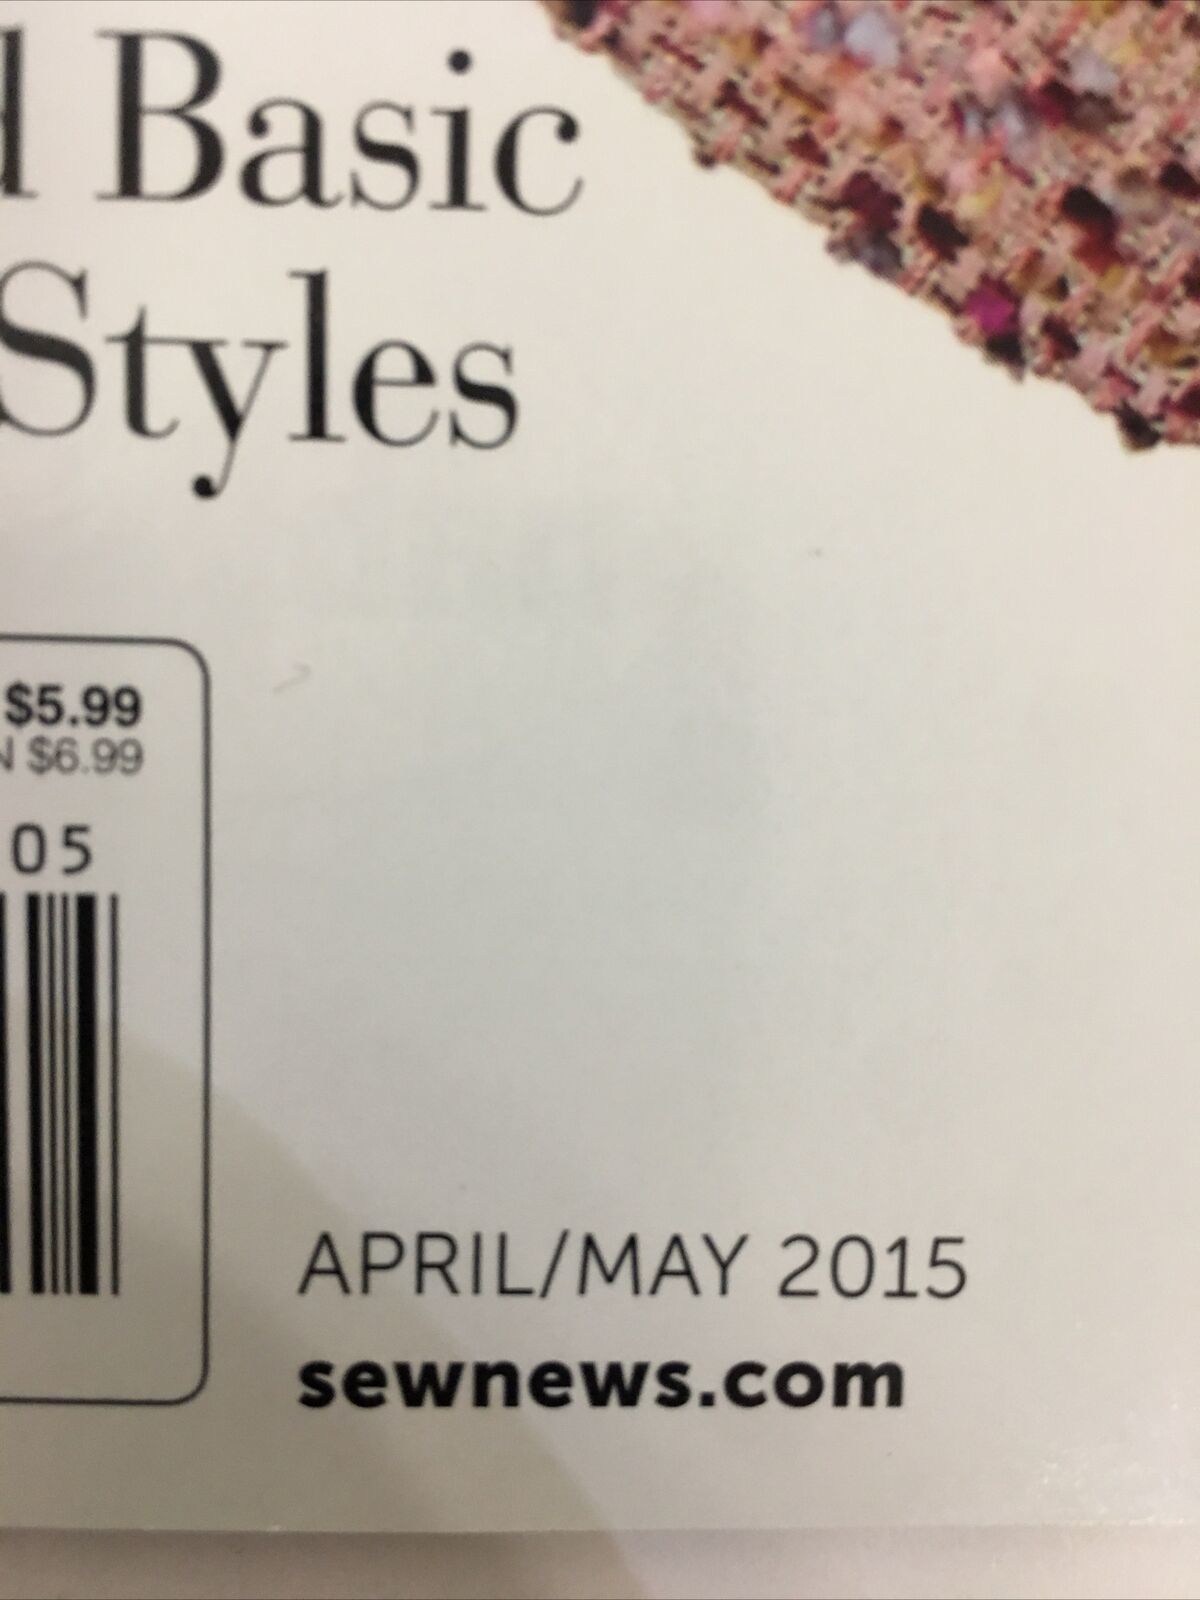 Basic
Styles
$5.99
$6.99
05
APRIL/MAY 2015
sewnews.com